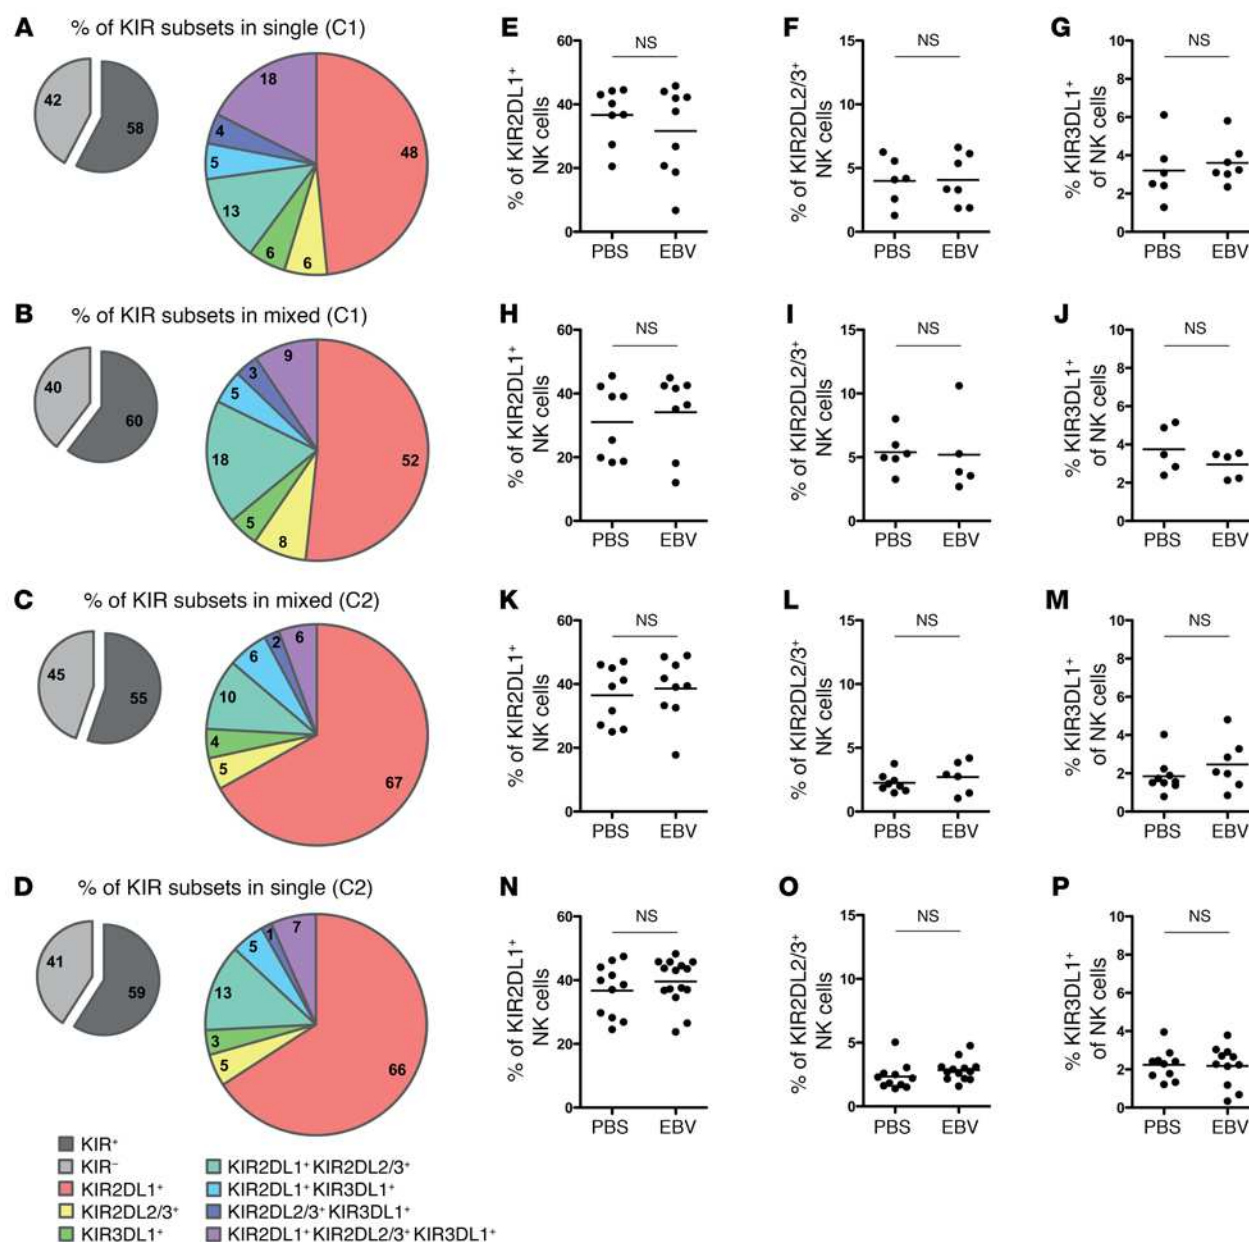 A % of KIR subsets in single (C1)
42
58
18
4
5
13
6
6
48
E
NS
% of KIR2DL1⁺
NK cells
60
40
20
0
PBS EBV
F
NS
% of KIR2DL2/3⁺
NK cells
15
10
5
0
PBS EBV
G
NS
% KIR3DL1⁺
of NK cells
10
8
6
4
2
0
PBS EBV
B % of KIR subsets in mixed (C1)
40
60
9
3
5
18
5
8
52
H
NS
% of KIR2DL1⁺
NK cells
60
40
20
0
PBS EBV
I
NS
% of KIR2DL2/3⁺
NK cells
15
10
5
0
PBS EBV
J
NS
% KIR3DL1⁺
of NK cells
10
8
6
4
2
0
PBS EBV
C % of KIR subsets in mixed (C2)
45
55
6
2
6
10
4
5
67
K
NS
% of KIR2DL1⁺
NK cells
60
40
20
0
PBS EBV
L
NS
% of KIR2DL2/3⁺
NK cells
15
10
5
0
PBS EBV
M
NS
% KIR3DL1⁺
of NK cells
10
8
6
4
2
0
PBS EBV
D % of KIR subsets in single (C2)
41
59
7
1
5
13
3
5
66
N
NS
% of KIR2DL1⁺
NK cells
60
40
20
0
PBS EBV
O
NS
% of KIR2DL2/3⁺
NK cells
15
10
5
0
PBS EBV
P
NS
% KIR3DL1⁺
of NK cells
10
8
6
4
2
0
PBS EBV
KIR⁺
KIR⁻
KIR2DL1⁺
KIR2DL2/3⁺
KIR3DL1⁺
KIR2DL1⁺ KIR2DL2/3⁺
KIR2DL1⁺ KIR3DL1⁺
KIR2DL2/3⁺ KIR3DL1⁺
KIR2DL1⁺ KIR2DL2/3⁺ KIR3DL1⁺